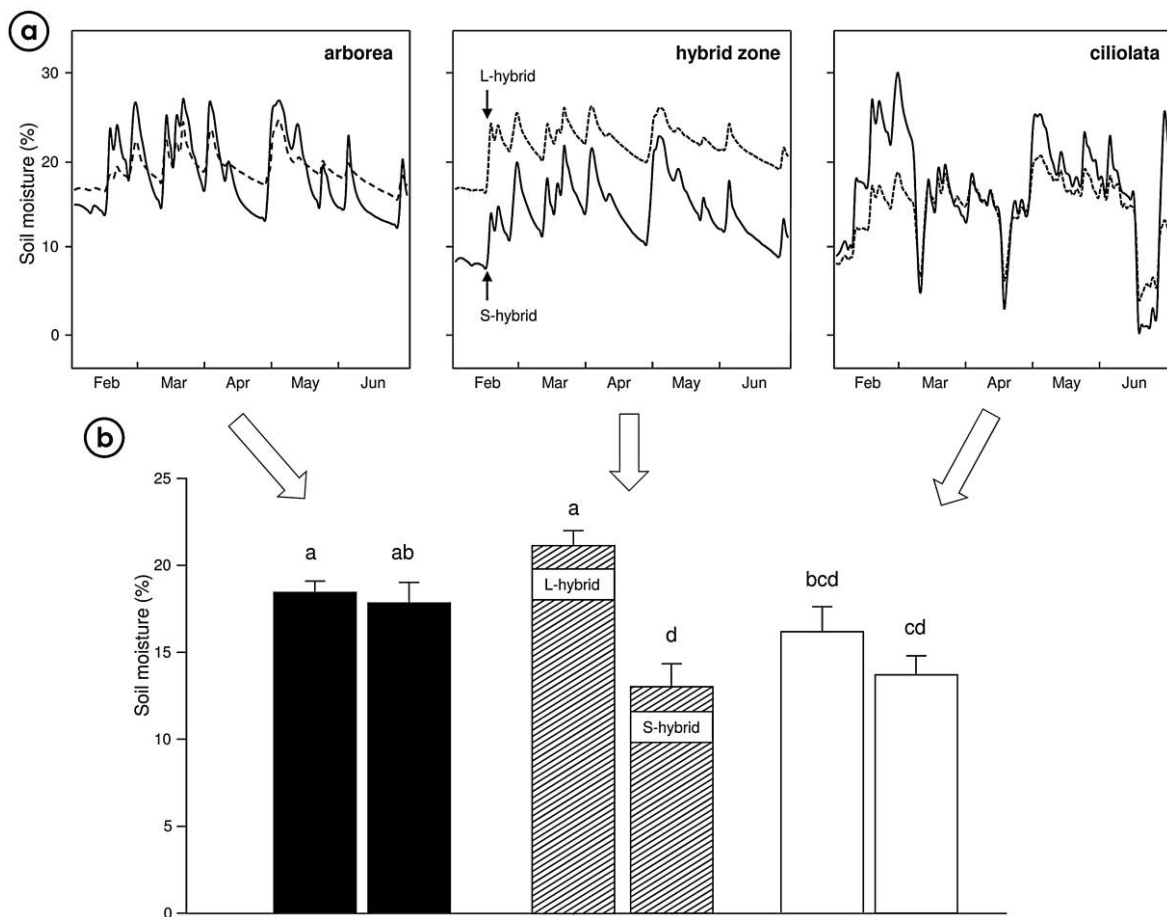 a
arborea
hybrid zone
ciliolata
Soil moisture (%)
30
20
10
0
L-hybrid
S-hybrid
Feb Mar Apr May Jun
Feb Mar Apr May Jun
Feb Mar Apr May Jun
b
Soil moisture (%)
25
20
15
10
5
0
a
ab
a
L-hybrid
d
S-hybrid
bcd
cd